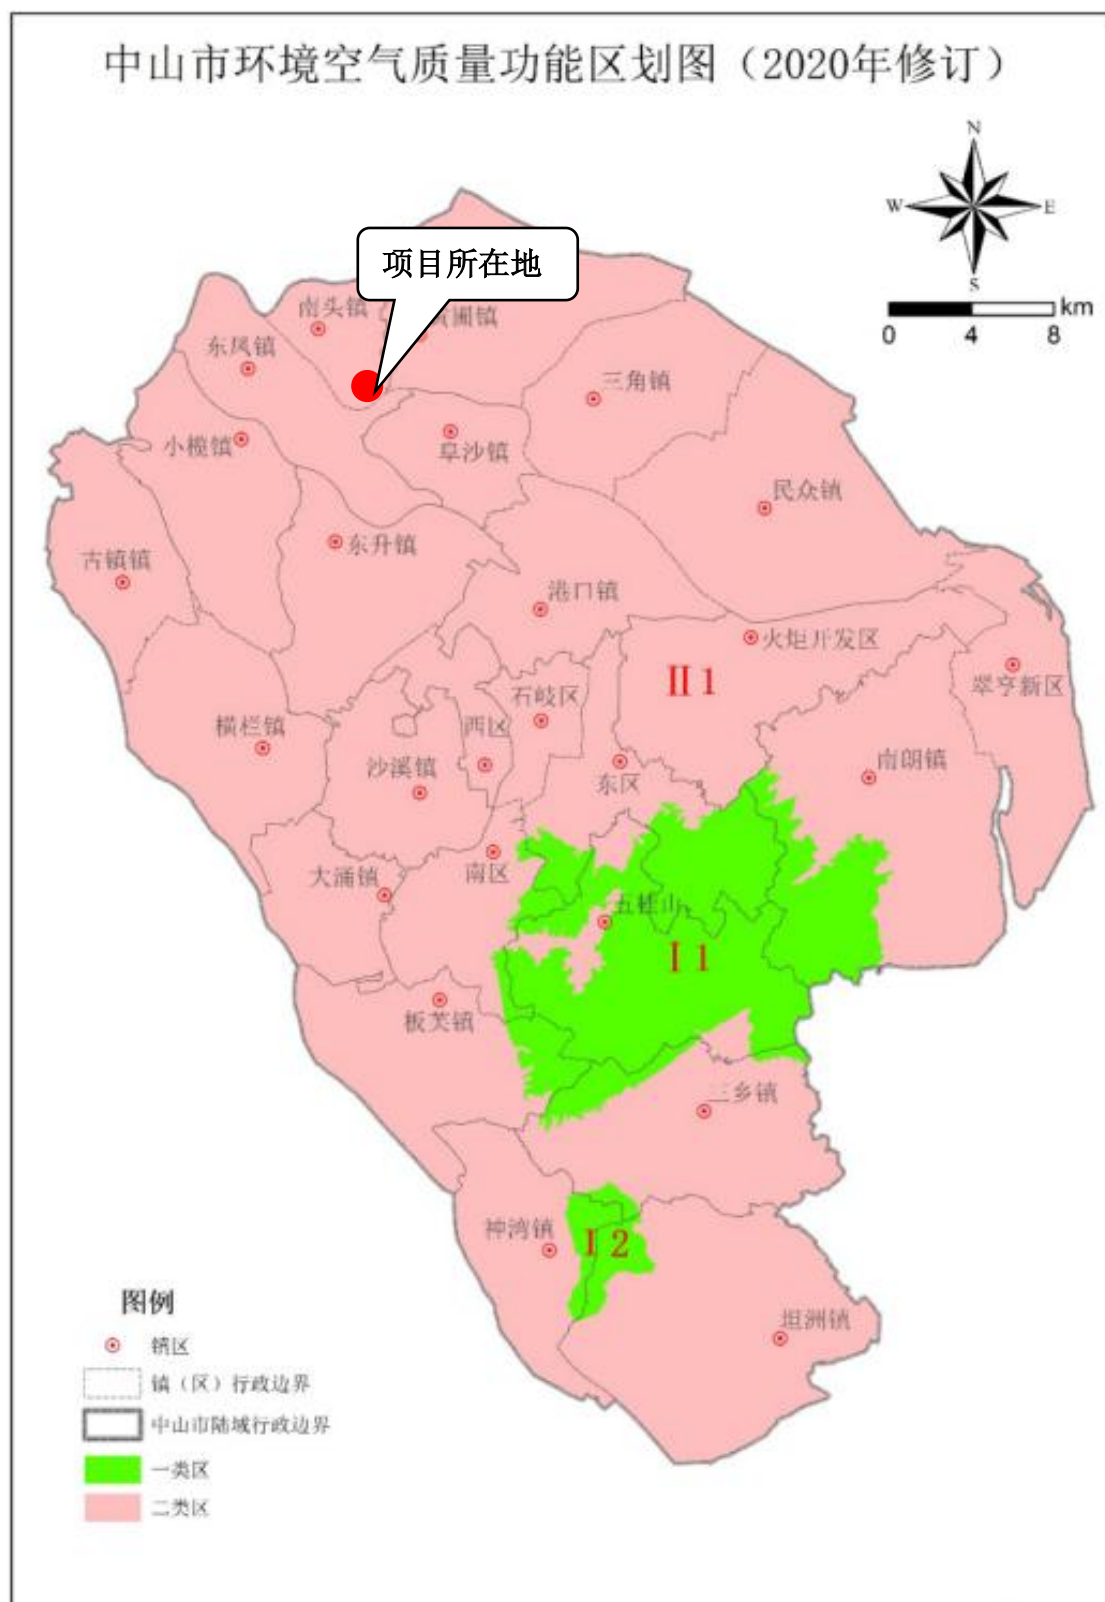 中山市环境空气质量功能区划图（2020年修订）
N
W
E
S
km
0
4
8
项目所在地
南头镇
圃镇
东凤镇
三角镇
小榄镇
阜沙镇
民众镇
东升镇
古镇镇
港口镇
火炬开发区
II 1
翠亨新区
石岐区
横栏镇
西区
沙溪镇
东区
南朗镇
南区
大涌镇
五桂山
I 1
板芙镇
三乡镇
神湾镇
I 2
坦洲镇
图例
镇区
镇（区）行政边界
中山市陆域行政边界
一类区
二类区